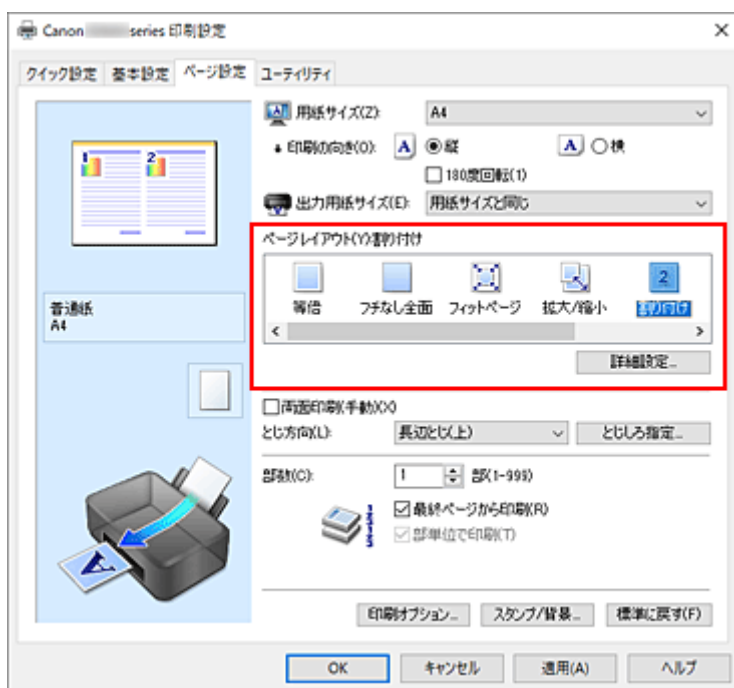 Canon series 印刷設定
クイック設定 基本設定 ページ設定 ユーティリティ
用紙サイズ(Z): A4
印刷の向き(O): A 縦 A 横
180度回転(1)
出力用紙サイズ(E): 用紙サイズと同じ
ページレイアウト(Y):割り付け
等倍 フチなし全面 フィットページ 拡大/縮小 割り付け
詳細設定...
普通紙
A4
両面印刷(手動)(X)
とじ方向(L): 長辺とじ(上) とじしろ指定...
部数(C): 1 部(1-999)
最終ページから印刷(R)
部単位で印刷(T)
印刷オプション... スタンプ/背景... 標準に戻す(F)
OK キャンセル 適用(A) ヘルプ